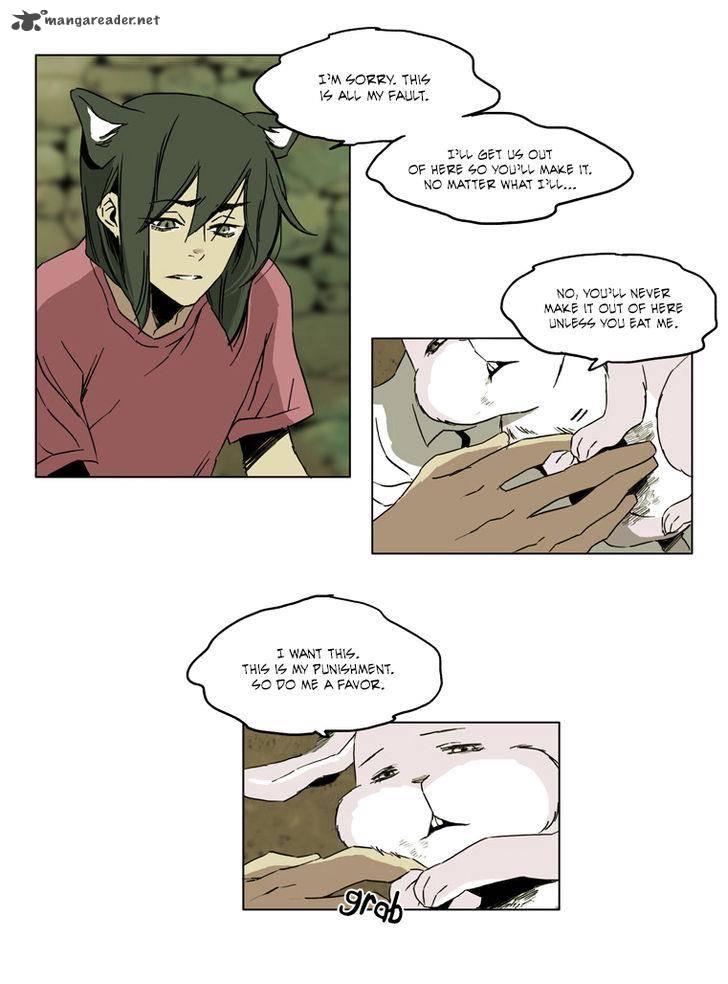 mangareader.net
I'M SORRY. THIS
IS ALL MY FAULT.
I'LL GET US OUT
OF HERE SO YOU'LL MAKE IT.
NO MATTER WHAT I'LL...
NO, YOU'LL NEVER
MAKE IT OUT OF HERE
UNLESS YOU EAT ME.
I WANT THIS.
THIS IS MY PUNISHMENT.
SO DO ME A FAVOR.
grab